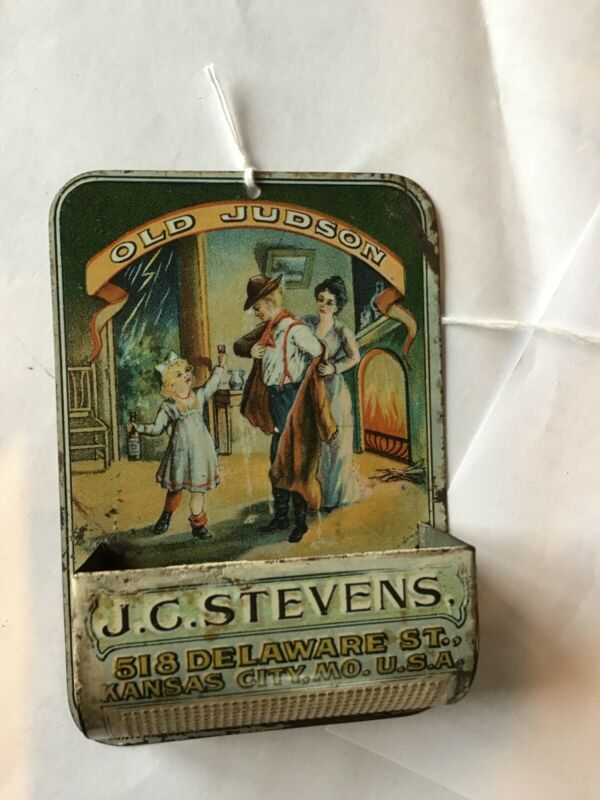 OLD JUDSON
J.C.STEVENS.
518 DELAWARE ST.,
KANSAS CITY, MO. U.S.A.